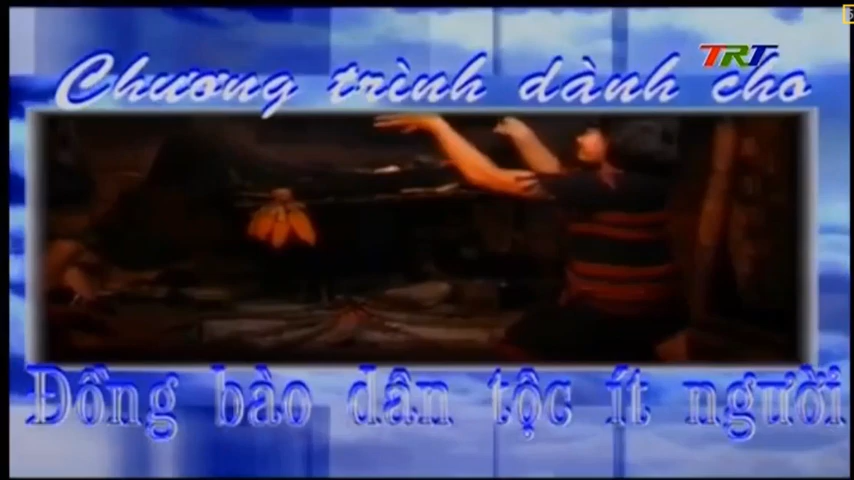 TRT
Chương trình dành cho
Đồng bào dân tộc ít người